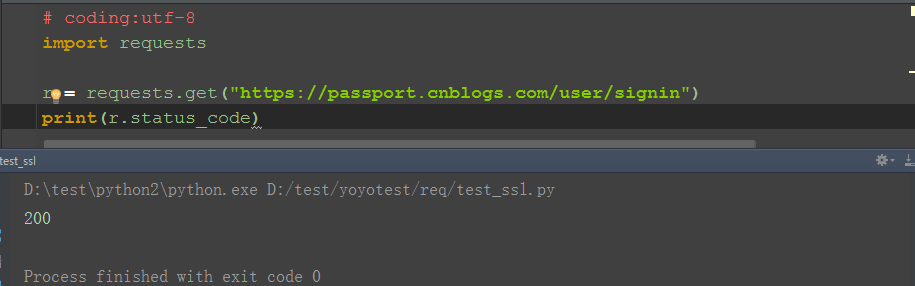 # coding:utf-8
import requests
r = requests.get("https://passport.cnblogs.com/user/signin")
print(r.status_code)
test_ssl
D:\test\python2\python.exe D:/test/yoyotest/req/test_ssl.py
200
Process finished with exit code 0